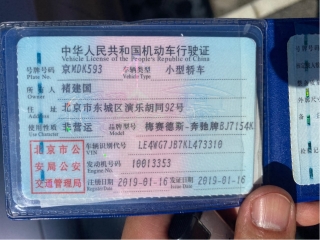 中华人民共和国机动车行驶证
Vehicle License of the People's Republic of China
号牌号码 京MDK593 车辆类型 小型轿车
Plate No. Vehicle Type
所有人 褚建国
Owner
住址 北京市东城区演乐胡同92号
Address
使用性质 非营运 品牌型号 梅赛德斯-奔驰牌BJ7154K
Use Character Model
北京市公
安局公安
交通管理局
车辆识别代号 LE4WG7JB7KL473310
VIN
发动机号码 10013353
Engine No.
注册日期 2019-01-16 发证日期 2019-01-16
Register Date Issue Date